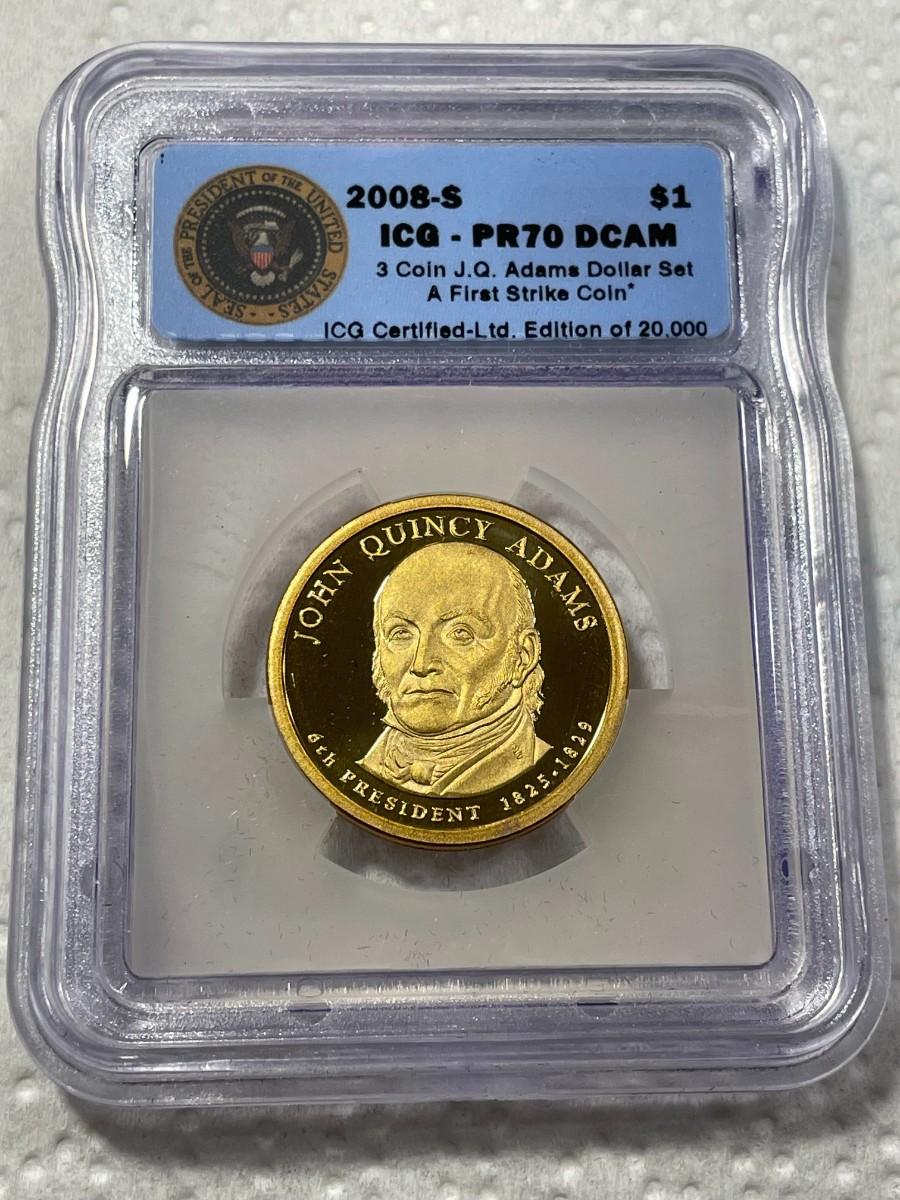 SEAL OF THE PRESIDENT OF THE UNITED STATES
2008-S $1
ICG - PR70 DCAM
3 Coin J.Q. Adams Dollar Set
A First Strike Coin*
ICG Certified-Ltd. Edition of 20,000
JOHN QUINCY ADAMS
6th PRESIDENT 1825-1829